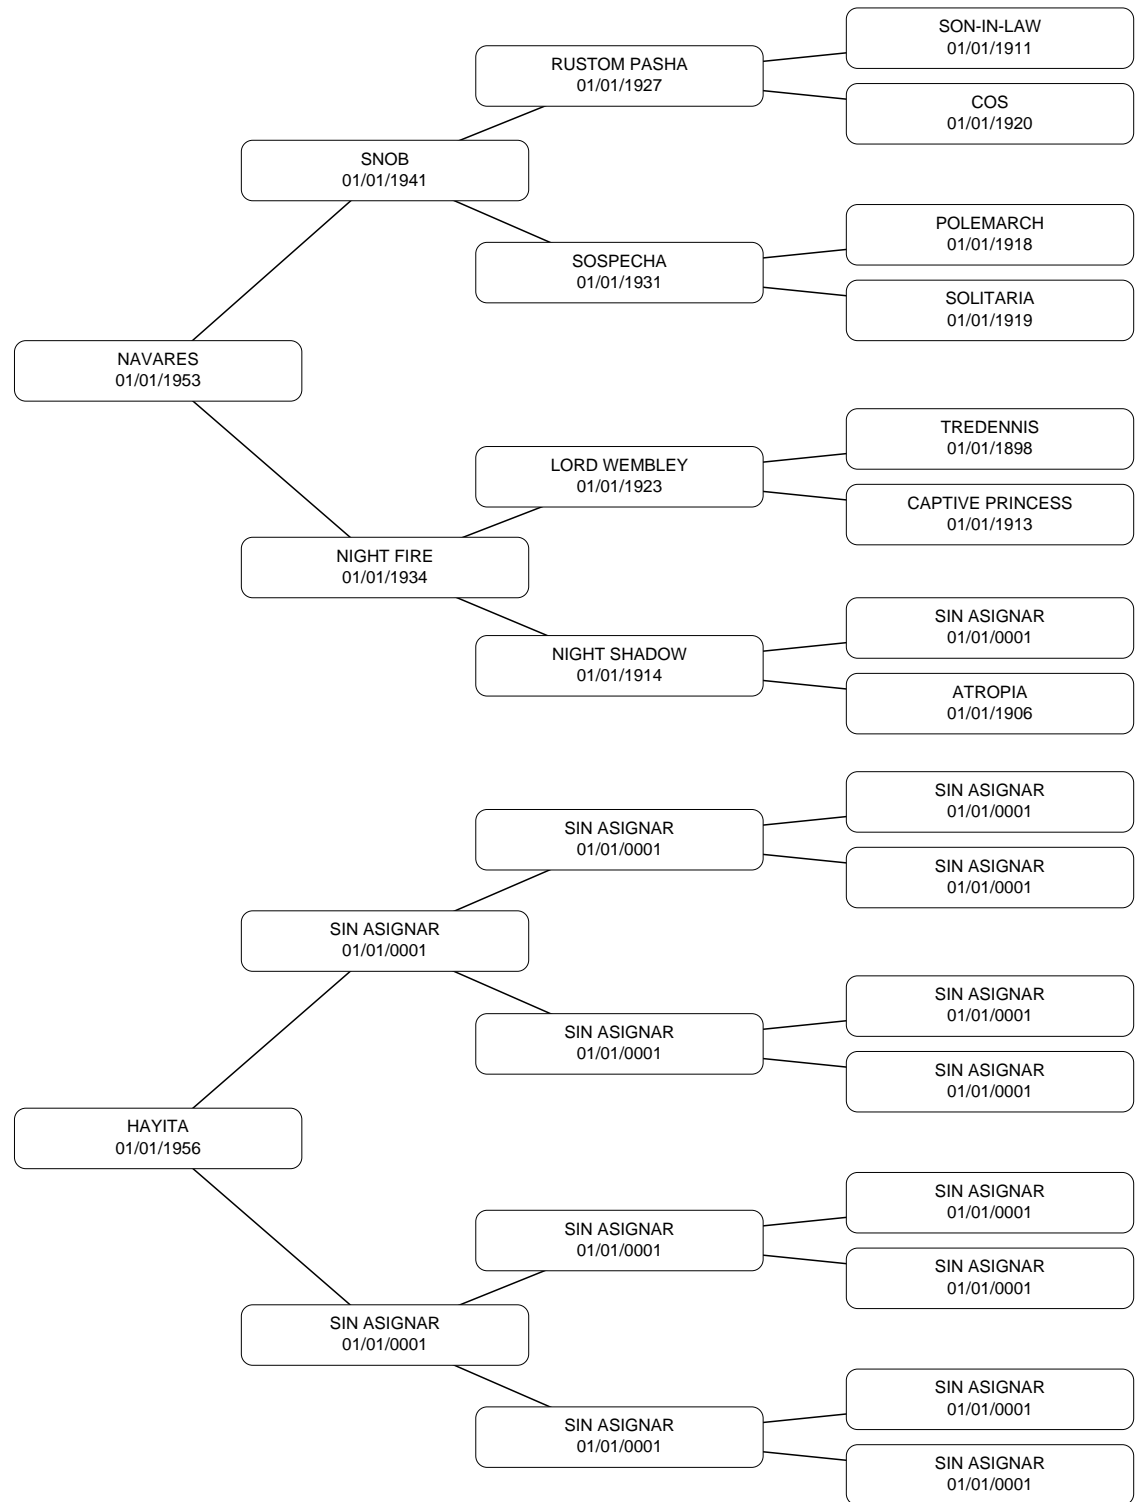 SON-IN-LAW
01/01/1911
RUSTOM PASHA
01/01/1927
COS
01/01/1920
SNOB
01/01/1941
POLEMARCH
01/01/1918
SOSPECHA
01/01/1931
SOLITARIA
01/01/1919
NAVARES
01/01/1953
TREDENNIS
01/01/1898
LORD WEMBLEY
01/01/1923
CAPTIVE PRINCESS
01/01/1913
NIGHT FIRE
01/01/1934
SIN ASIGNAR
01/01/0001
NIGHT SHADOW
01/01/1914
ATROPIA
01/01/1906
SIN ASIGNAR
01/01/0001
SIN ASIGNAR
01/01/0001
SIN ASIGNAR
01/01/0001
SIN ASIGNAR
01/01/0001
SIN ASIGNAR
01/01/0001
SIN ASIGNAR
01/01/0001
SIN ASIGNAR
01/01/0001
HAYITA
01/01/1956
SIN ASIGNAR
01/01/0001
SIN ASIGNAR
01/01/0001
SIN ASIGNAR
01/01/0001
SIN ASIGNAR
01/01/0001
SIN ASIGNAR
01/01/0001
SIN ASIGNAR
01/01/0001
SIN ASIGNAR
01/01/0001